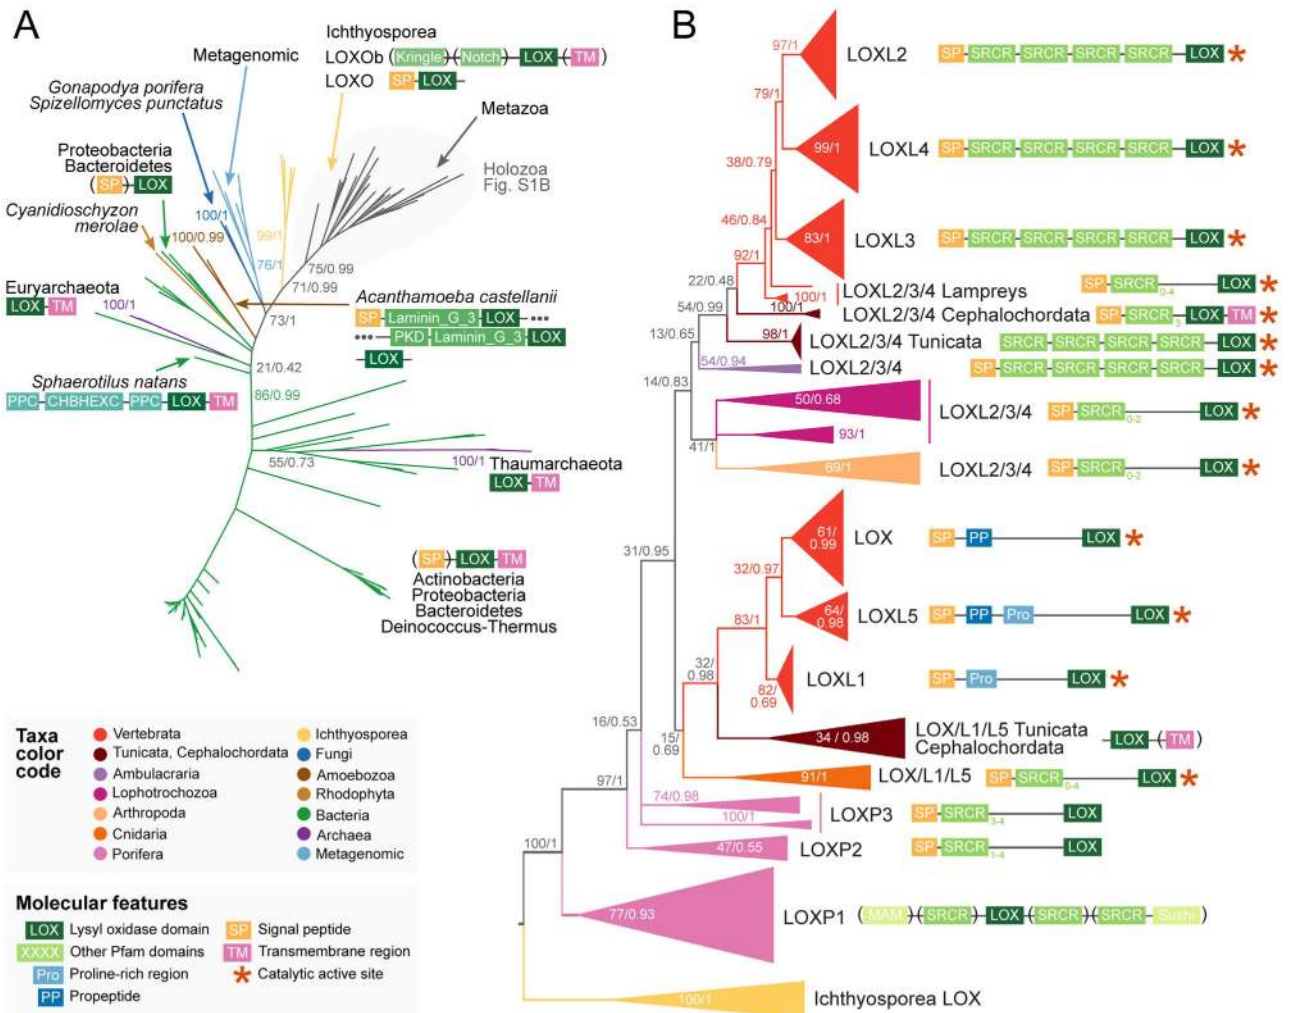 A
Ichthyosporea
LOXOb (Kringle)(Notch) LOX (TM)
LOXO SP LOX
Metagenomic
Gonapodya porifera
Spizellomyces punctatus
Metazoa
Proteobacteria
Bacteroidetes
(SP) LOX
Holozoa
Fig. S1B
Cyanidioschyzon
merolae
100/1
100/0.99
99/1
76/1
75/0.99
71/0.99
Euryarchaeota
LOX TM
100/1
73/1
Acanthamoeba castellanii
SP Laminin_G_3 LOX •••
••• PKD Laminin_G_3 LOX
LOX
21/0.42
Sphaerotilus natans
PPC CHBHEXC PPC LOX TM
86/0.99
55/0.73
100/1
Thaumarchaeota
LOX TM
(SP) LOX TM
Actinobacteria
Proteobacteria
Bacteroidetes
Deinococcus-Thermus
Taxa
color
code
Vertebrata
Tunicata, Cephalochordata
Ambulacraria
Lophotrochozoa
Arthropoda
Cnidaria
Porifera
Ichthyosporea
Fungi
Amoebozoa
Rhodophyta
Bacteria
Archaea
Metagenomic
Molecular features
LOX Lysyl oxidase domain
XXXX Other Pfam domains
Pro Proline-rich region
PP Propeptide
SP Signal peptide
TM Transmembrane region
* Catalytic active site
B
97/1
LOXL2 SP SRCR SRCR SRCR SRCR LOX *
79/1
99/1 LOXL4 SP SRCR SRCR SRCR SRCR LOX *
38/0.79
46/0.84
83/1 LOXL3 SP SRCR SRCR SRCR SRCR LOX *
92/1
22/0.48
100/1 LOXL2/3/4 Lampreys SP SRCR 0-4 LOX *
54/0.99
100/1 LOXL2/3/4 Cephalochordata SP SRCR 3 LOX TM *
13/0.65
98/1 LOXL2/3/4 Tunicata SRCR SRCR SRCR SRCR LOX *
54/0.94 LOXL2/3/4 SP SRCR SRCR SRCR SRCR LOX *
14/0.83
50/0.68 LOXL2/3/4 SP SRCR 0-2 LOX *
93/1
41/1
69/1 LOXL2/3/4 SP SRCR 0-2 LOX *
31/0.95
61/
0.99 LOX SP PP LOX *
32/0.97
64/
0.98 LOXL5 SP PP Pro LOX *
83/1
32/
0.98
82/
0.69 LOXL1 SP Pro LOX *
16/0.53
15/
0.69
34 / 0.98 LOX/L1/L5 Tunicata
Cephalochordata LOX (TM)
91/1 LOX/L1/L5 SP SRCR 0-4 LOX *
97/1
74/0.98
100/1 LOXP3 SP SRCR 3-4 LOX
47/0.55 LOXP2 SP SRCR 1-4 LOX
100/1
77/0.93 LOXP1 (MAM)(SRCR) LOX (SRCR)(SRCR Sushi)
100/1 Ichthyosporea LOX